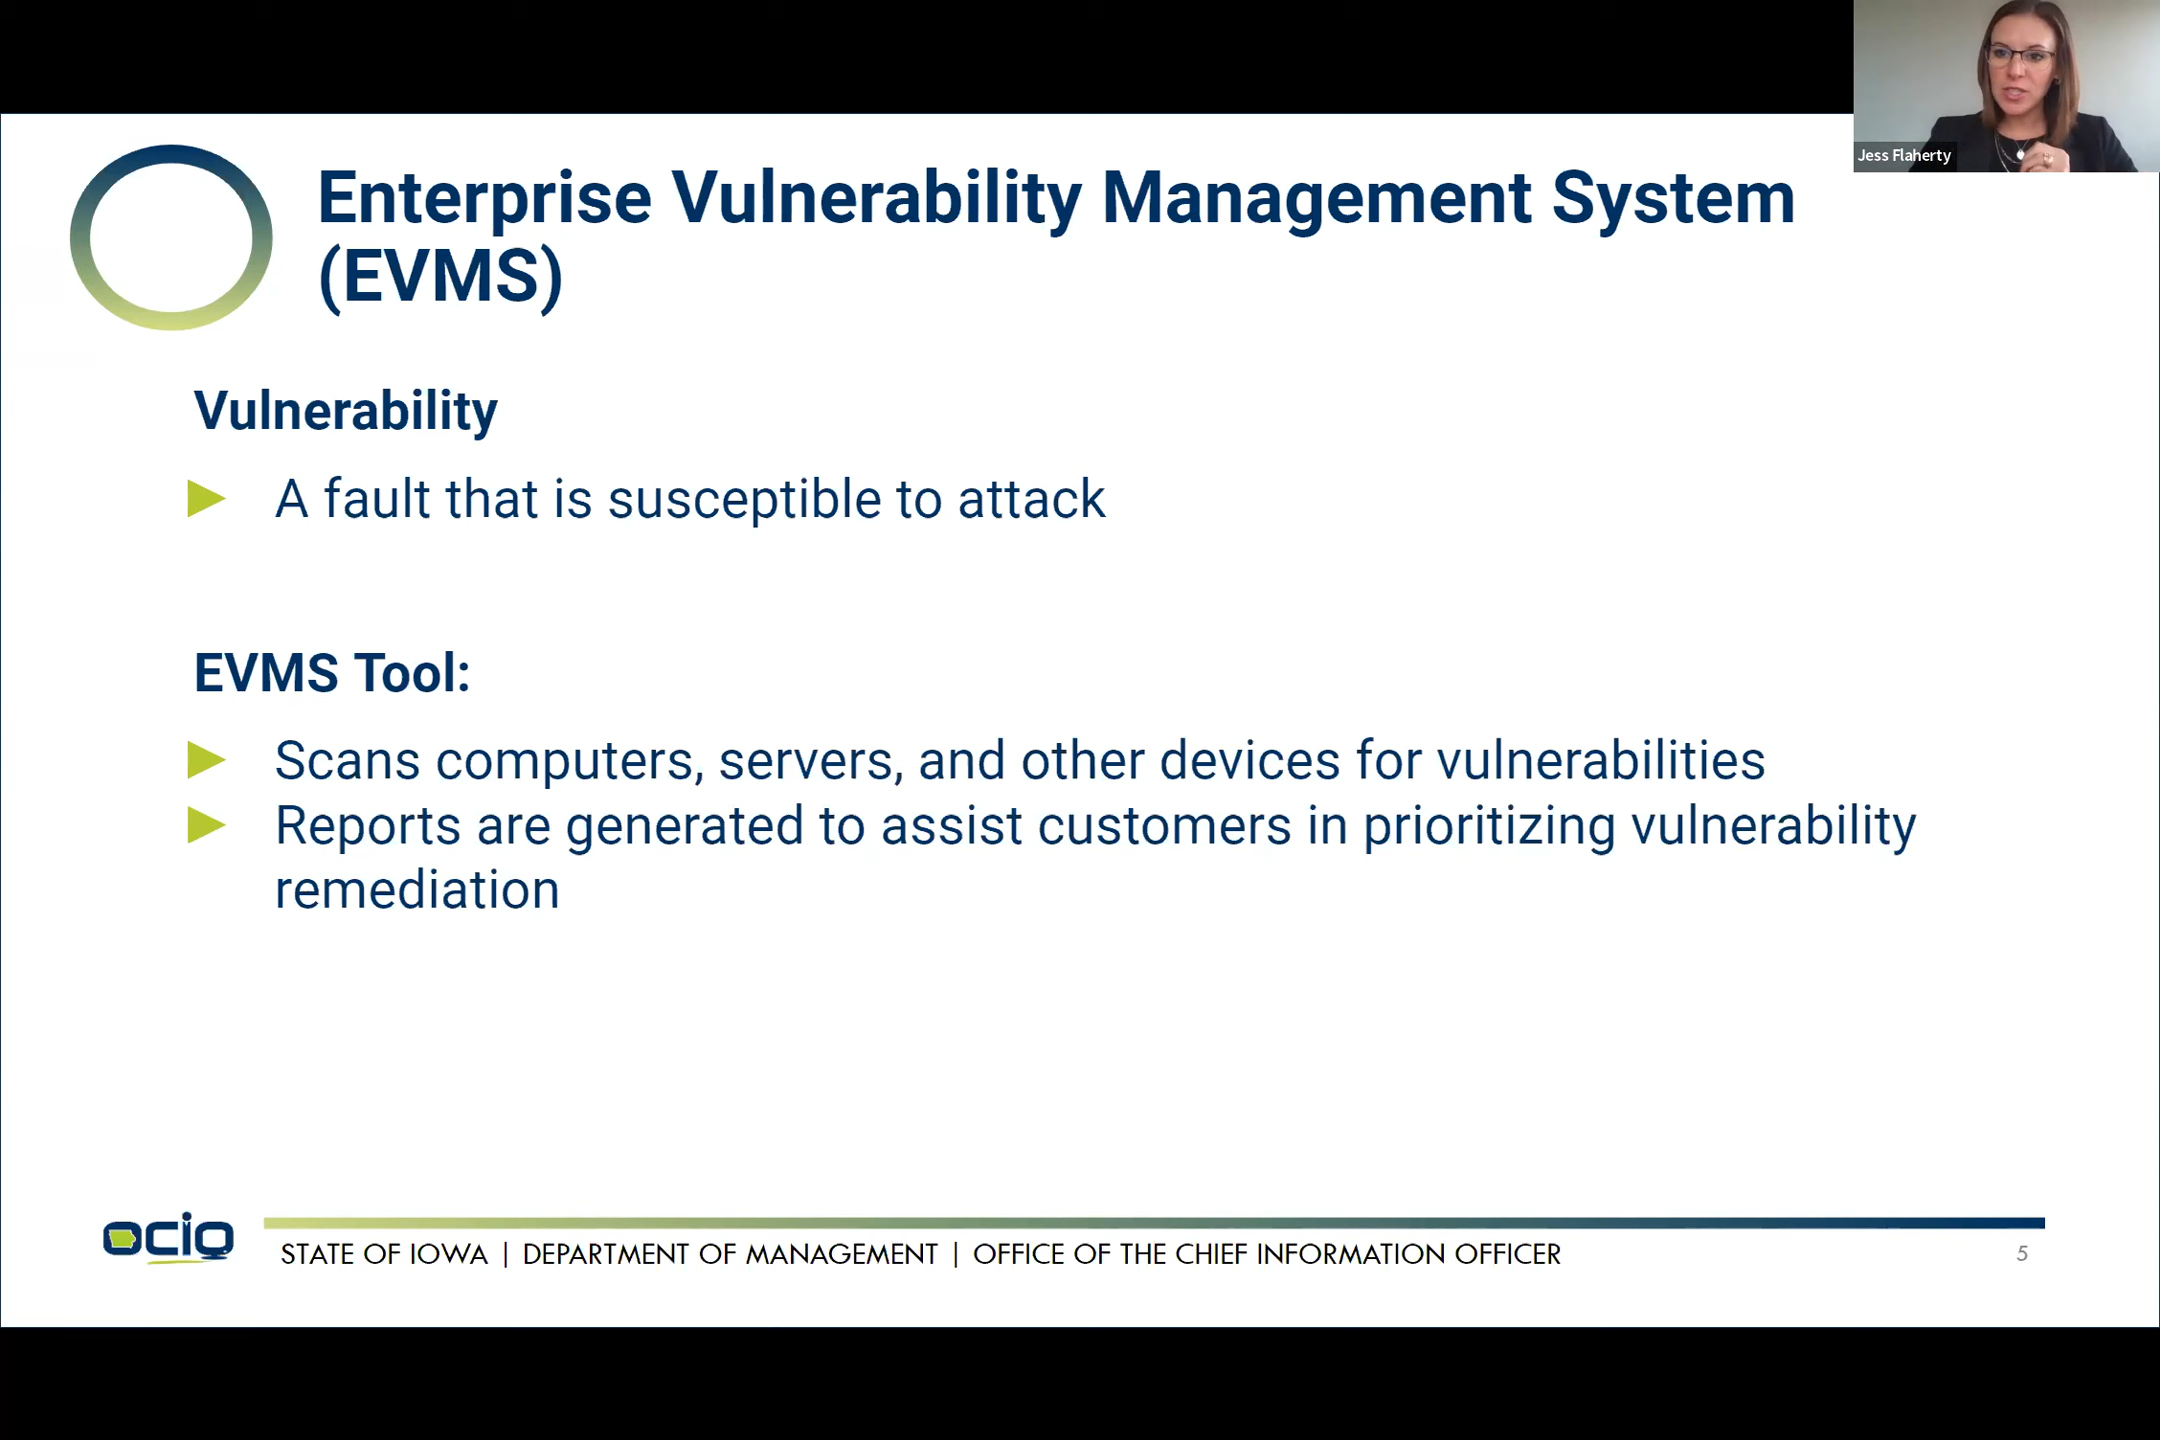 Jess Flaherty
Enterprise Vulnerability Management System
(EVMS)
Vulnerability
A fault that is susceptible to attack
EVMS Tool:
Scans computers, servers, and other devices for vulnerabilities
Reports are generated to assist customers in prioritizing vulnerability
remediation
ocio
STATE OF IOWA | DEPARTMENT OF MANAGEMENT | OFFICE OF THE CHIEF INFORMATION OFFICER
5